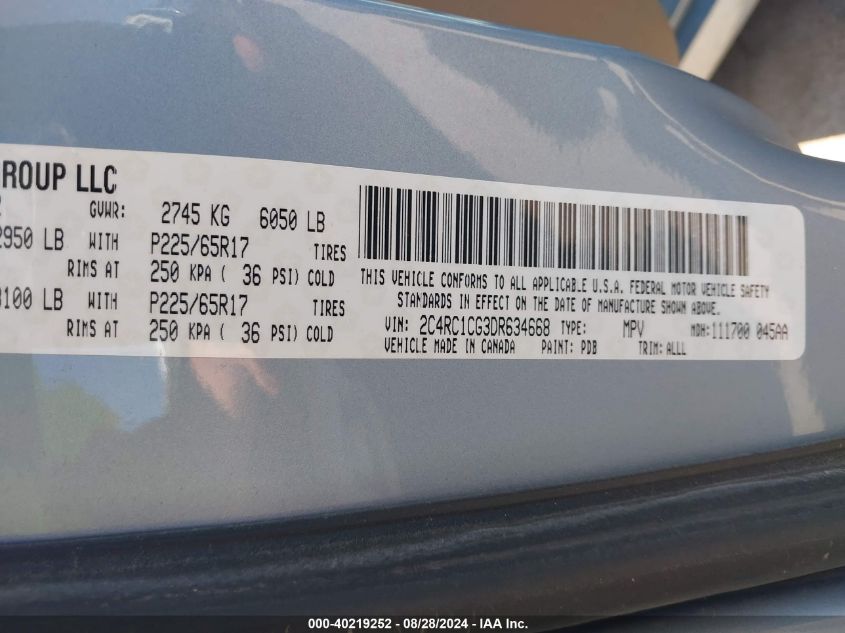 ROUP LLC
GVWR: 2745 KG 6050 LB
2950 LB WITH P225/65R17 TIRES
RIMS AT 250 KPA ( 36 PSI) COLD
100 LB WITH P225/65R17 TIRES
RIMS AT 250 KPA ( 36 PSI) COLD
THIS VEHICLE CONFORMS TO ALL APPLICABLE U.S.A. FEDERAL MOTOR VEHICLE SAFETY
STANDARDS IN EFFECT ON THE DATE OF MANUFACTURE SHOWN ABOVE.
VIN: 2C4RC1CG3DR634668 TYPE: MPV MDH:111700 045AA
VEHICLE MADE IN CANADA PAINT: PDB TRIM: ALLL
000-40219252 - 08/28/2024 - IAA Inc.